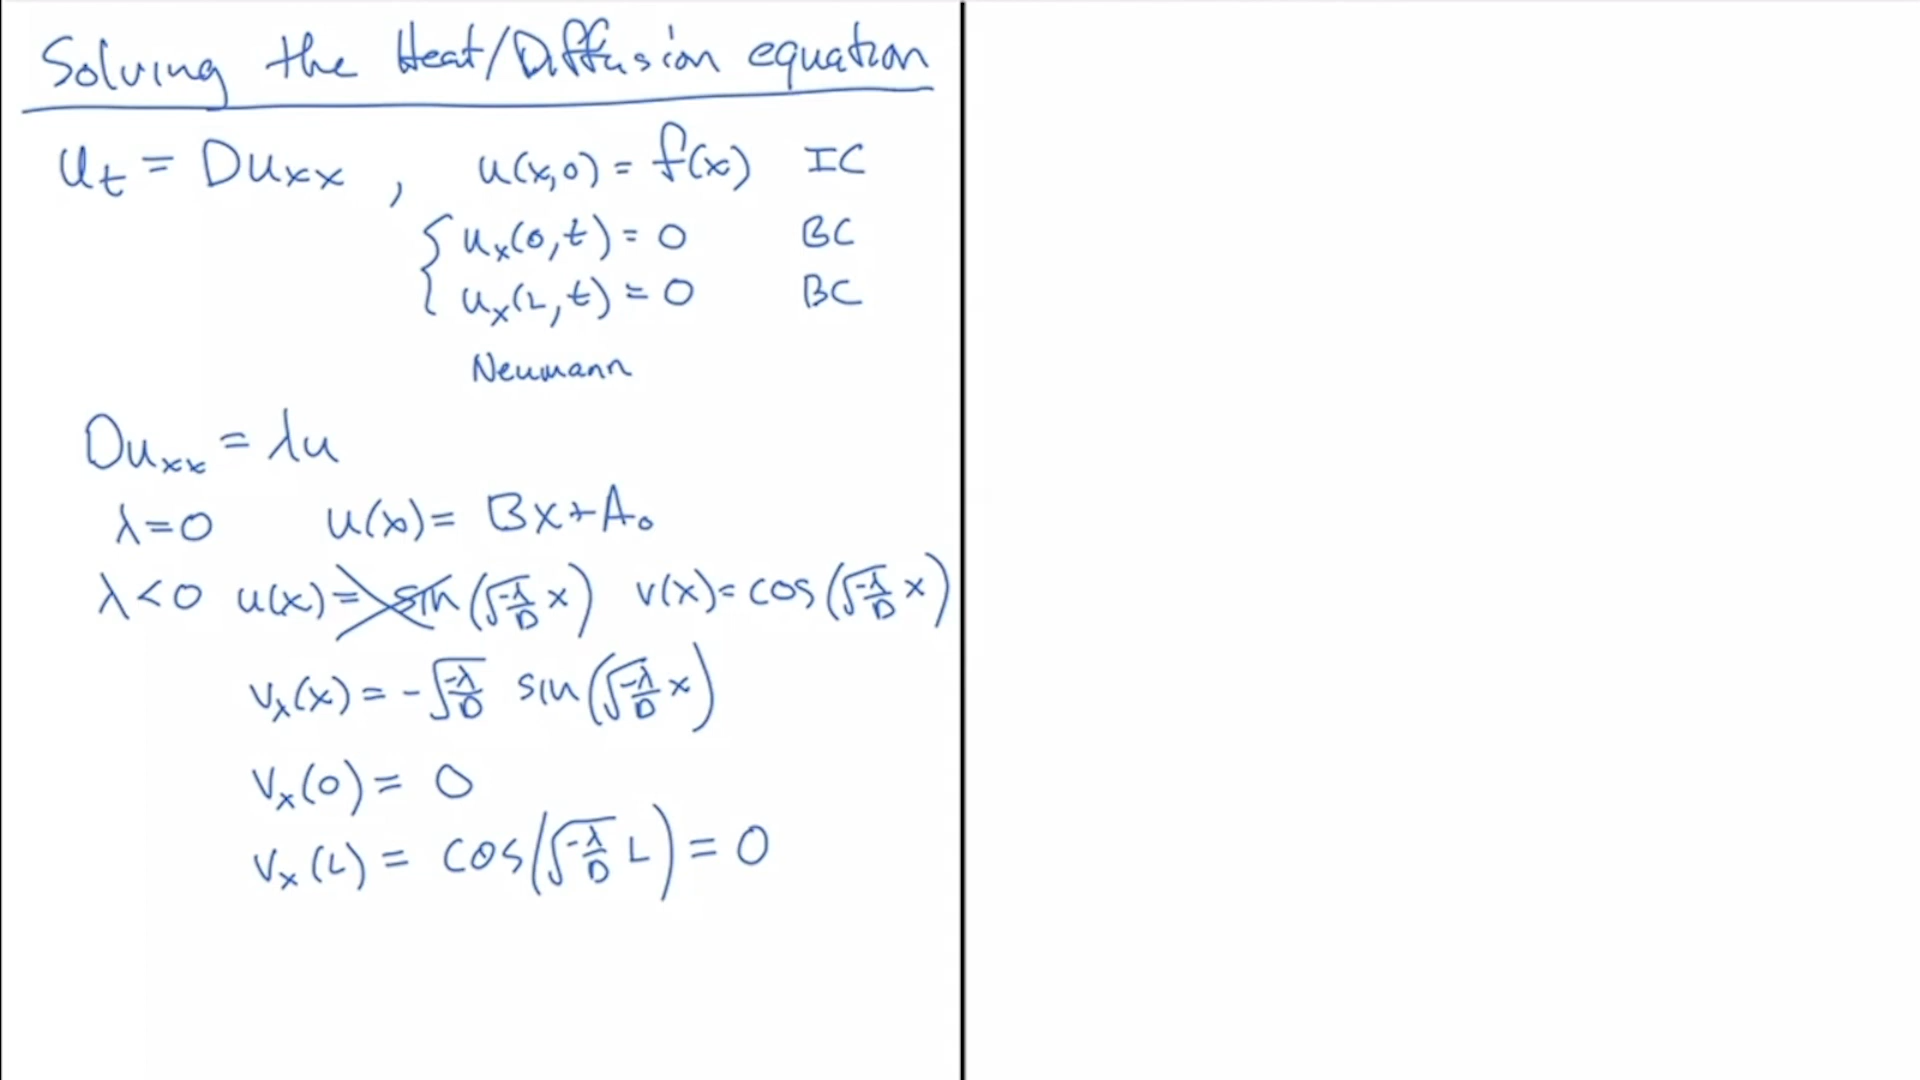 Solving the Heat/Diffusion equation
u_t = Du_xx , u(x,0) = f(x) IC
{ u_x(0,t) = 0 BC
u_x(L,t) = 0 BC
Neumann
Du_xx = λu
λ=0 u(x)= Bx+A₀
λ<0 u(x)= sin(√(-λ/D) x) v(x)= cos(√(-λ/D) x)
v_x(x) = -√(-λ/D) sin(√(-λ/D) x)
v_x(0) = 0
v_x(L) = cos(√(-λ/D) L) = 0